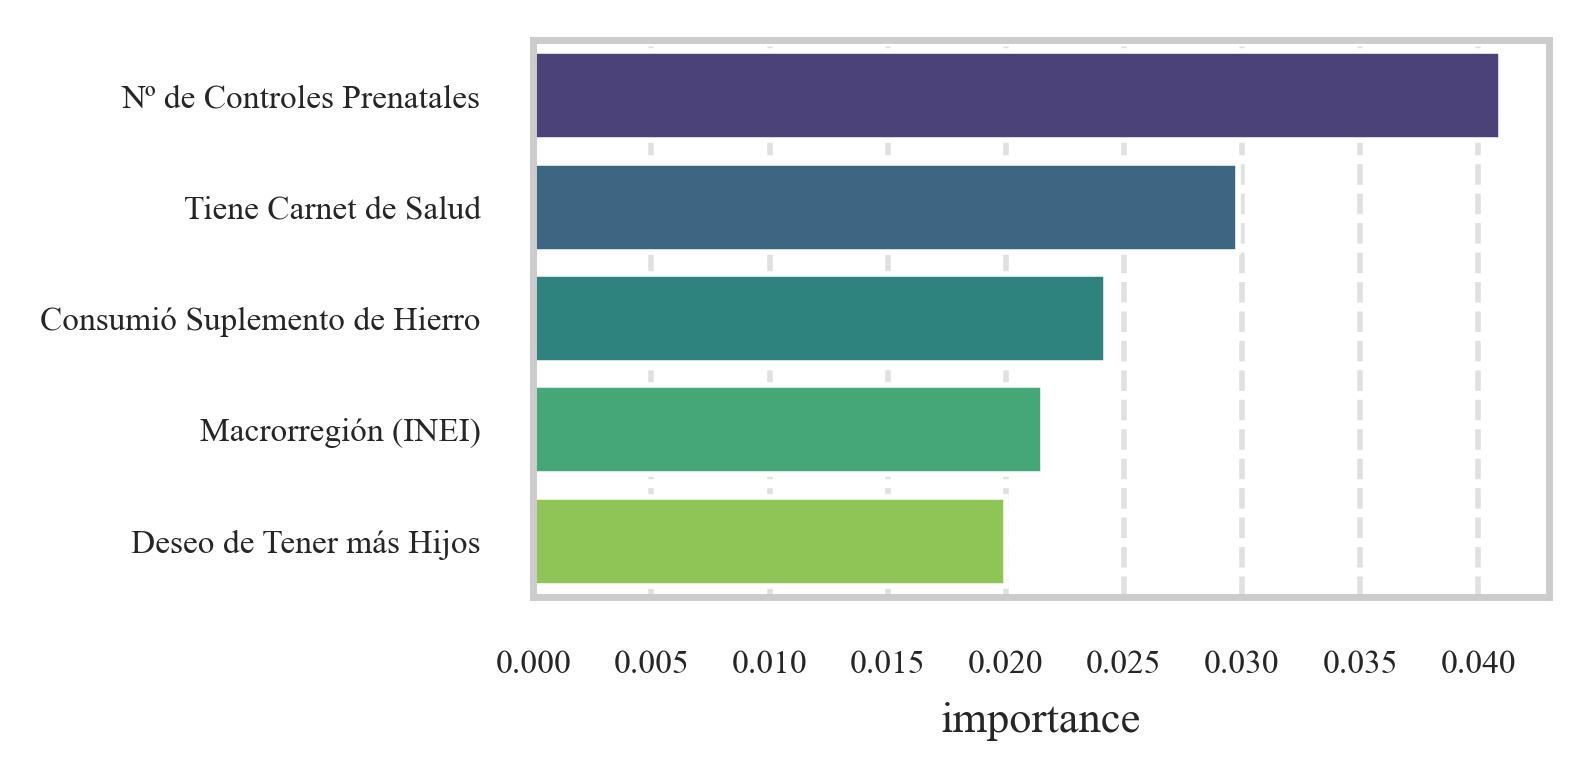 Nº de Controles Prenatales
Tiene Carnet de Salud
Consumió Suplemento de Hierro
Macrorregión (INEI)
Deseo de Tener más Hijos
0.000 0.005 0.010 0.015 0.020 0.025 0.030 0.035 0.040
importance